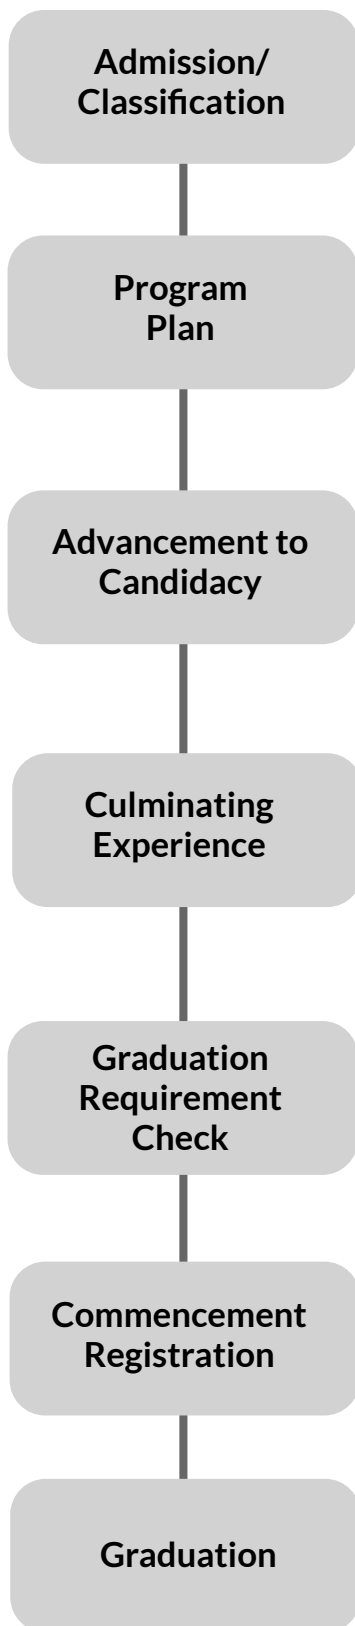 Admission/
Classification
Program
Plan
Advancement to
Candidacy
Culminating
Experience
Graduation
Requirement
Check
Commencement
Registration
Graduation